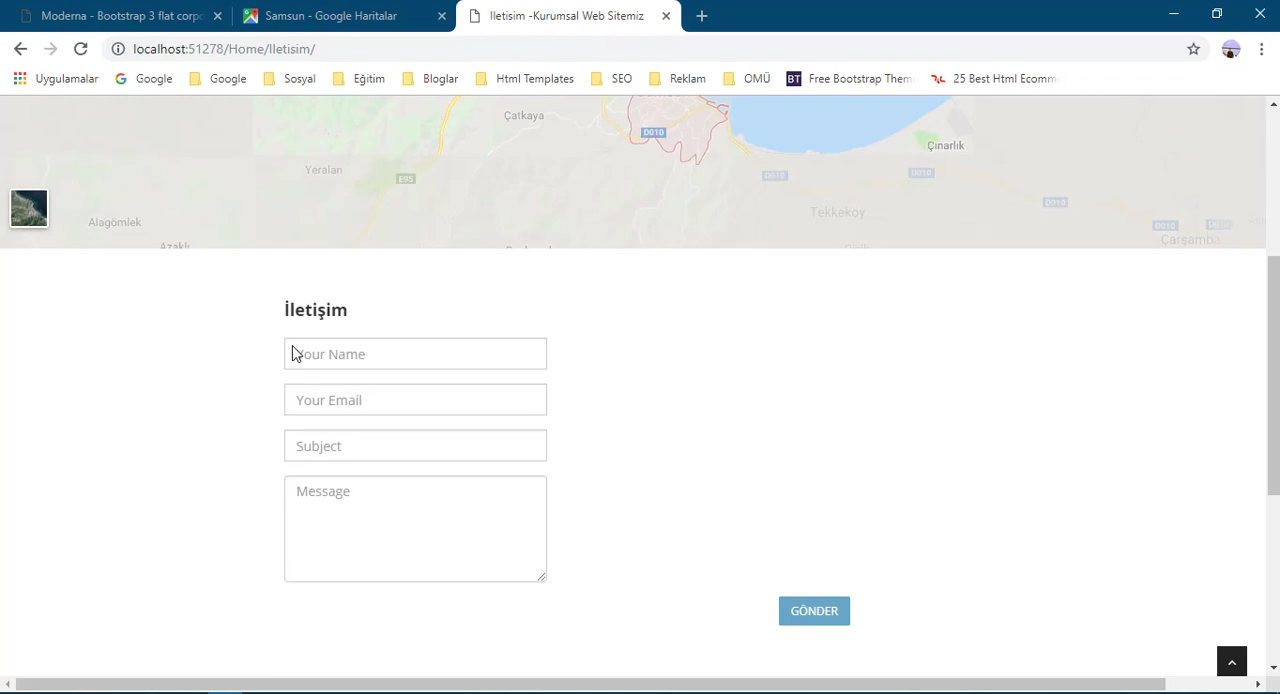 Moderna - Bootstrap 3 flat corpo
Samsun - Google Haritalar
Iletisim -Kurumsal Web Sitemiz
localhost:51278/Home/Iletisim/
Uygulamalar Google Google Sosyal Eğitim Bloglar Html Templates SEO Reklam OMÜ BT Free Bootstrap Them 25 Best Html Ecomm
Çatkaya
D010
Çınarlık
Yeralan
E95
D010
D010
D010
Tekkeköy
Alagömlek
D010
Çarşamba
Azaklı
İletişim
our Name
Your Email
Subject
Message
GÖNDER